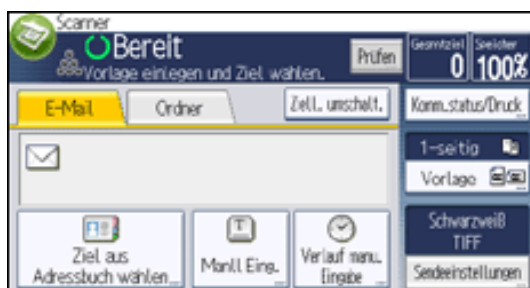 Scanner
Bereit
Vorlage einlegen und Ziel wählen.
Prüfen
Gesamtziel
0
Speicher
100%
E-Mail
Ordner
Zell. umschalt.
Komm.status/Druck
1-seitig
Vorlage
Ziel aus
Adressbuch wählen
Manll Eing.
Verlauf manu.
Eingabe
Schwarzweiß
TIFF
Sendeeinstellungen